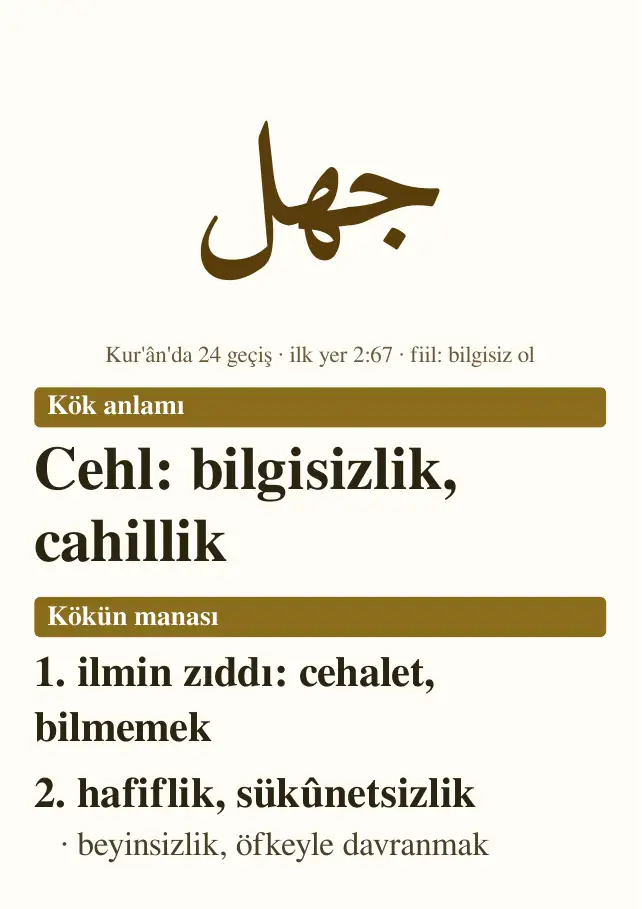 جهل
Kur'ân'da 24 geçiş · ilk yer 2:67 · fiil: bilgisiz ol
Kök anlamı
Cehl: bilgisizlik,
cahillik
Kökün manası
1. ilmin zıddı: cehalet,
bilmemek
2. hafiflik, sükûnetsizlik
· beyinsizlik, öfkeyle davranmak